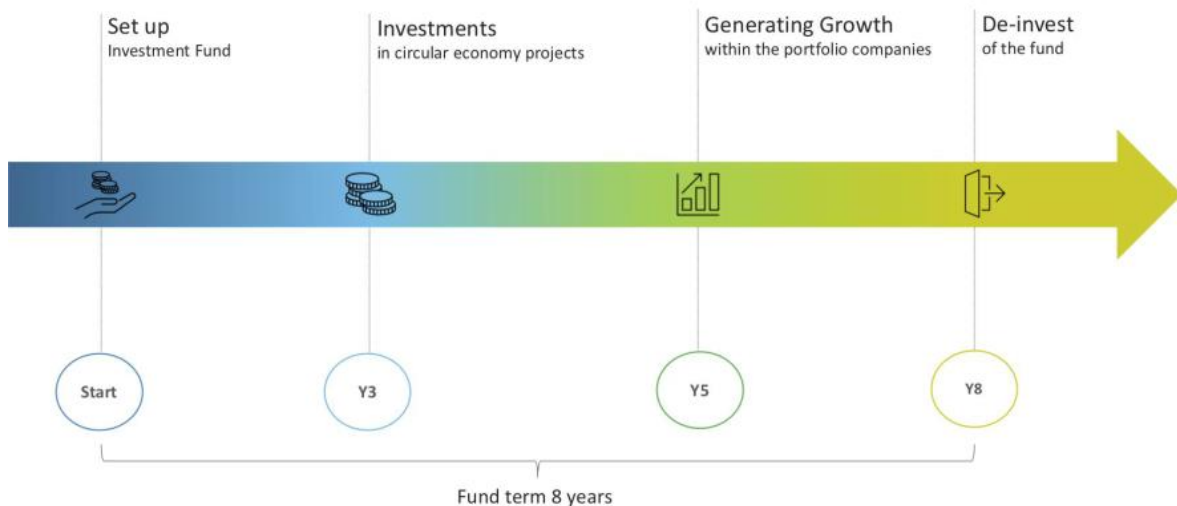 Set up
Investment Fund
Investments
in circular economy projects
Generating Growth
within the portfolio companies
De-invest
of the fund
Start
Y3
Y5
Y8
Fund term 8 years